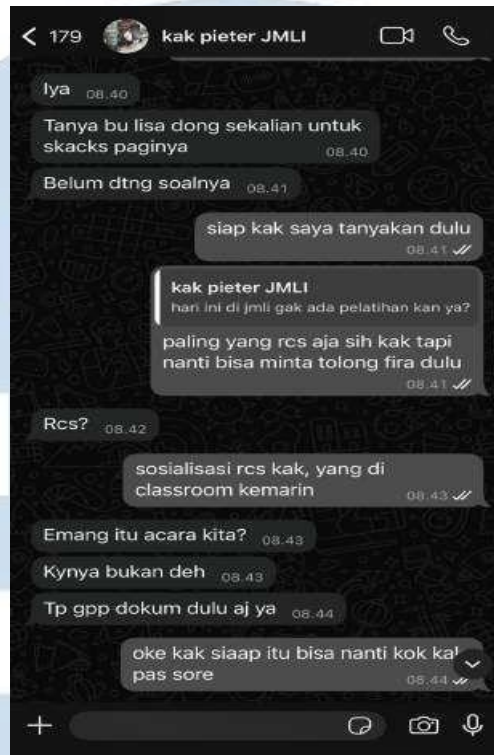 179 kak pieter JMLI
Iya 08.40
Tanya bu lisa dong sekalian untuk
skacks paginya 08.40
Belum dtng soalnya 08.41
siap kak saya tanyakan dulu
08.41
kak pieter JMLI
hari ini di jmli gak ada pelatihan kan ya?
paling yang rcs aja sih kak tapi
nanti bisa minta tolong fira dulu
08.41
Rcs? 08.42
sosialisasi rcs kak, yang di
classroom kemarin 08.43
Emang itu acara kita? 08.43
Kynya bukan deh 08.43
Tp gpp dokum dulu aj ya 08.44
oke kak siaap itu bisa nanti kok
pas sore 08.44